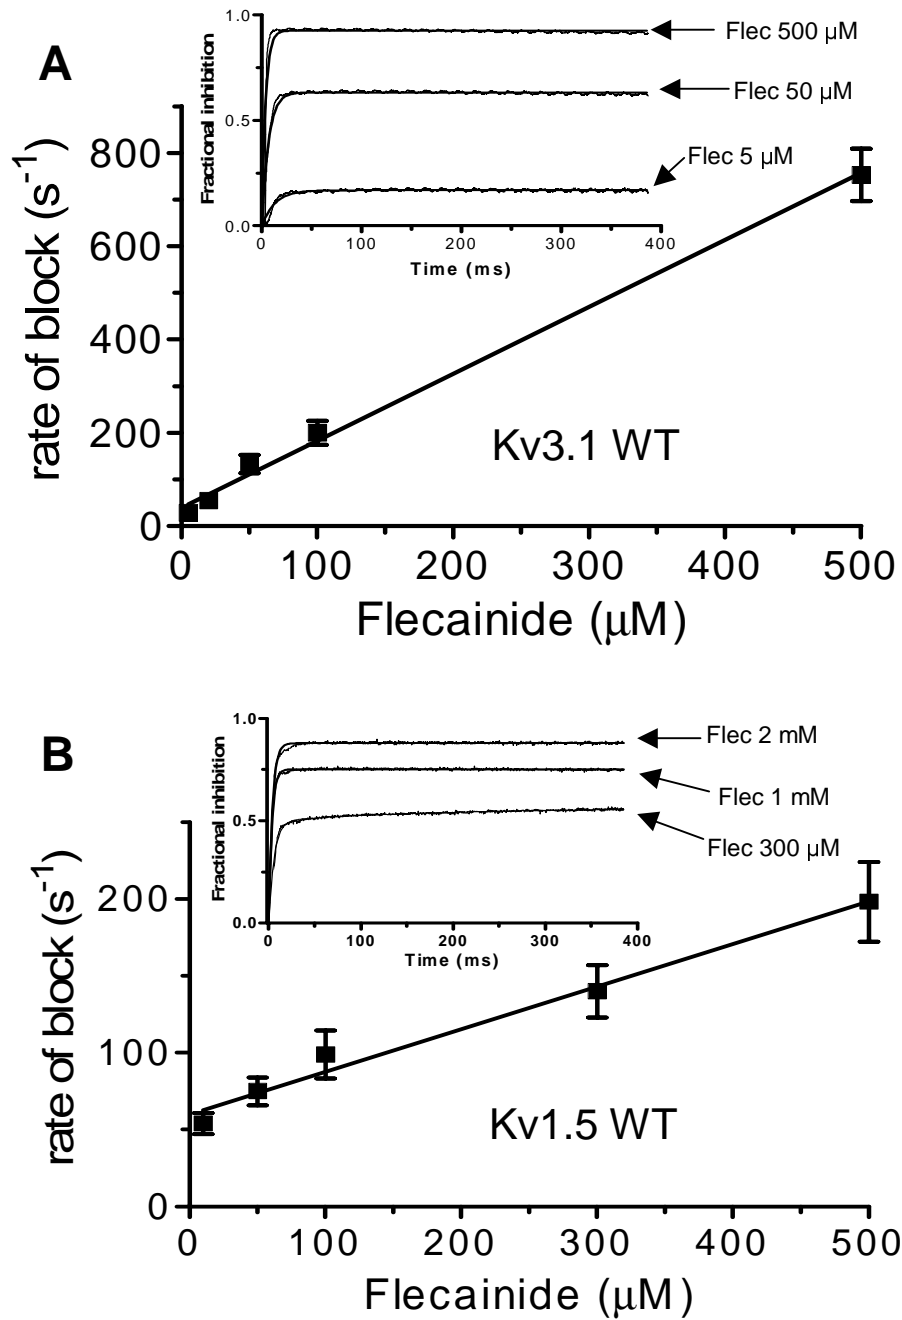 A
1.0
0.5
0.0
Fractional inhibition
0 100 200 300 400
Time (ms)
Flec 500 µM
Flec 50 µM
Flec 5 µM
800
600
400
200
0
rate of block (s-1)
Kv3.1 WT
0 100 200 300 400 500
Flecainide (µM)
B
1.0
0.5
0.0
Fractional inhibition
0 100 200 300 400
Time (ms)
Flec 2 mM
Flec 1 mM
Flec 300 µM
200
100
0
rate of block (s-1)
Kv1.5 WT
0 100 200 300 400 500
Flecainide (µM)